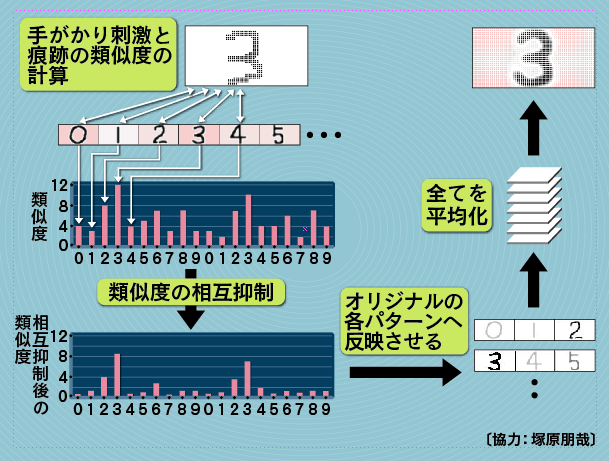 手がかり刺激と
痕跡の類似度の
計算
3
3
0 1 2 3 4 5 •••
類似度
12
8
4
0
0 1 2 3 4 5 6 7 8 9 0 1 2 3 4 5 6 7 8 9
類似度の相互抑制
相互抑制後の
類似度
12
8
4
0
0 1 2 3 4 5 6 7 8 9 0 1 2 3 4 5 6 7 8 9
オリジナルの
各パターンへ
反映させる
0 1 2
3 4 5
全てを
平均化
〔協力：塚原朋哉〕